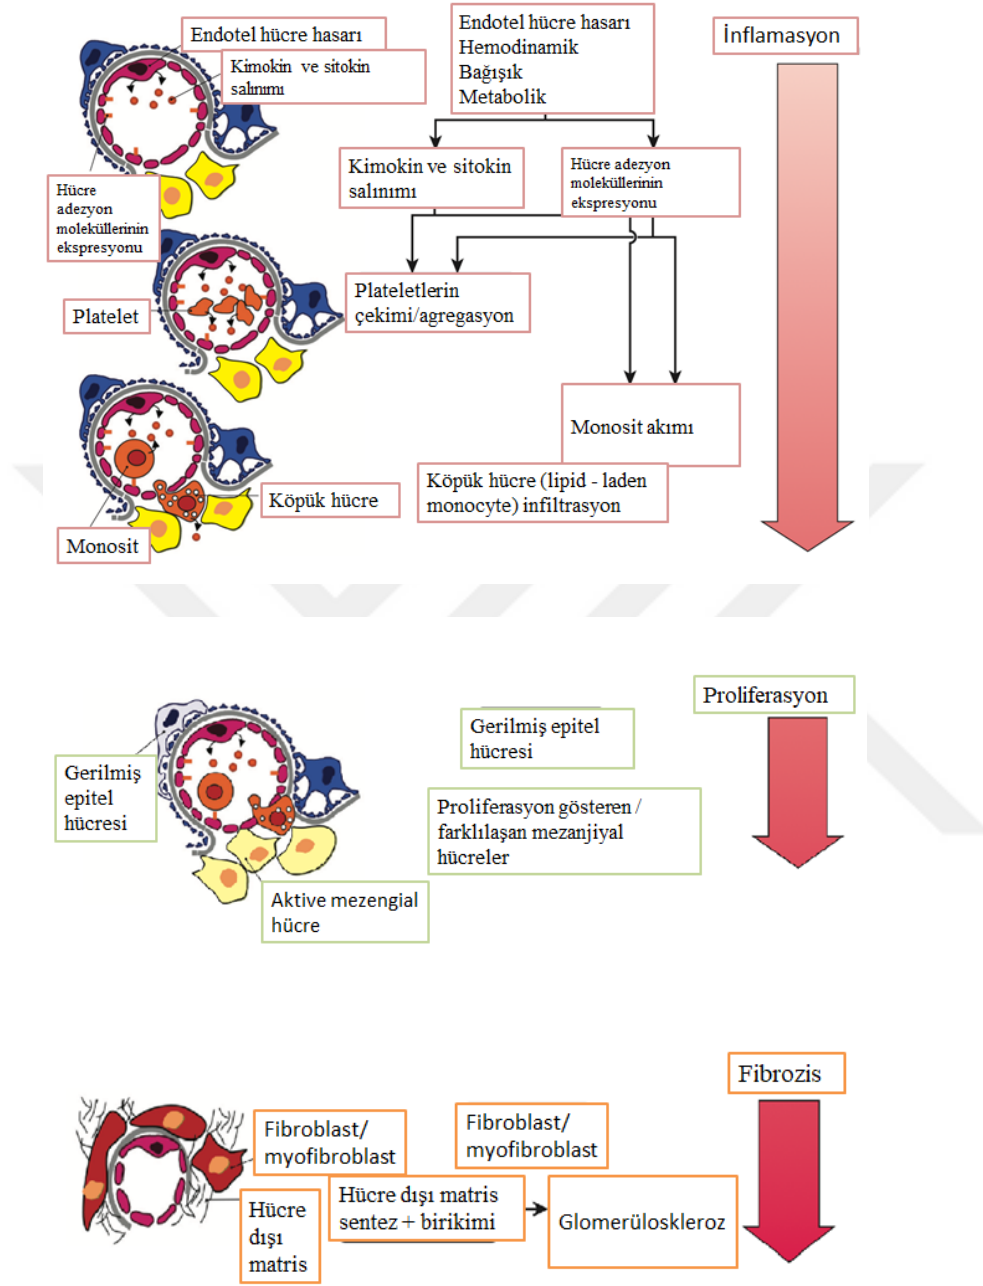 Endotel hücre hasarı
Kimokin ve sitokin
salınımı
Endotel hücre hasarı
Hemodinamik
Bağışık
Metabolik
İnflamasyon
Hücre
adezyon
moleküllerinin
ekspresyonu
Kimokin ve sitokin
salınımı
Hücre adezyon
moleküllerinin
ekspresyonu
Platelet
Plateletlerin
çekimi/agregasyon
Monosit akımı
Köpük hücre (lipid - laden
monocyte) infiltrasyon
Köpük hücre
Monosit
Proliferasyon
Gerilmiş epitel
hücresi
Gerilmiş
epitel
hücresi
Proliferasyon gösteren /
farklılaşan mezanjiyal
hücreler
Aktive mezengial
hücre
Fibrozis
Fibroblast/
myofibroblast
Fibroblast/
myofibroblast
Hücre dışı matris
sentez + birikimi
Glomerüloskleroz
Hücre
dışı
matris